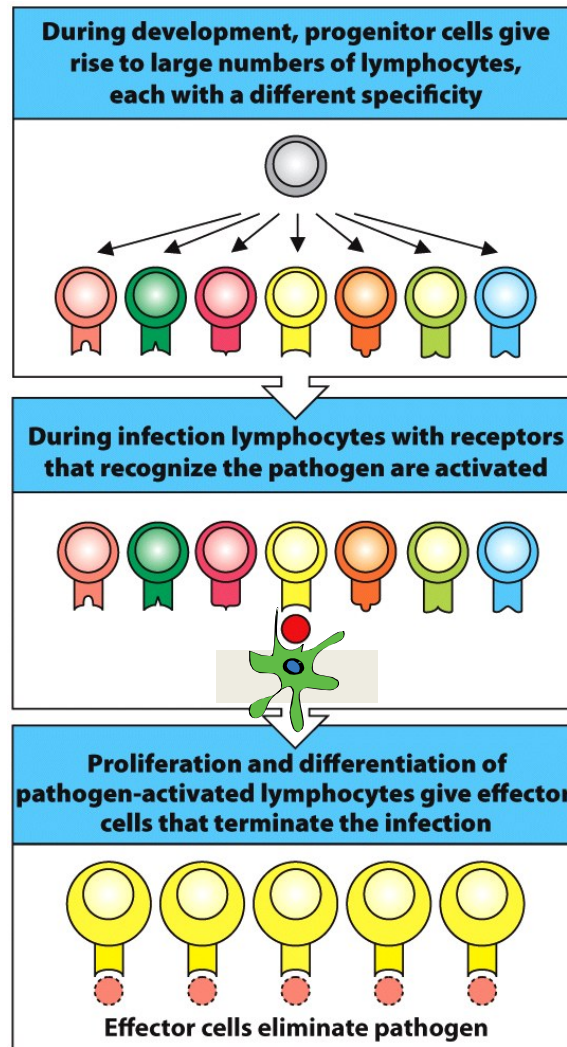 During development, progenitor cells give
rise to large numbers of lymphocytes,
each with a different specificity
During infection lymphocytes with receptors
that recognize the pathogen are activated
Proliferation and differentiation of
pathogen-activated lymphocytes give effector
cells that terminate the infection
Effector cells eliminate pathogen